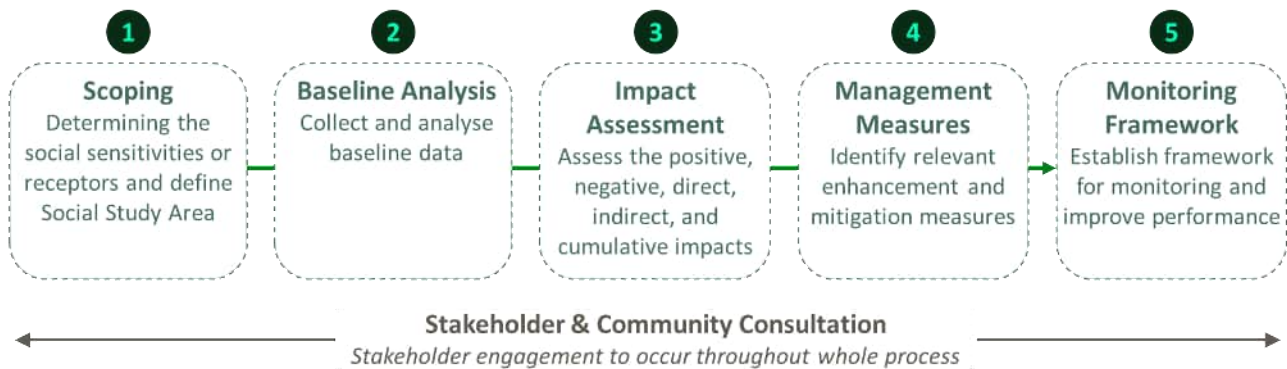 1
Scoping
Determining the
social sensitivities or
receptors and define
Social Study Area
2
Baseline Analysis
Collect and analyse
baseline data
3
Impact
Assessment
Assess the positive,
negative, direct,
indirect, and
cumulative impacts
4
Management
Measures
Identify relevant
enhancement and
mitigation measures
5
Monitoring
Framework
Establish framework
for monitoring and
improve performance
Stakeholder & Community Consultation
Stakeholder engagement to occur throughout whole process